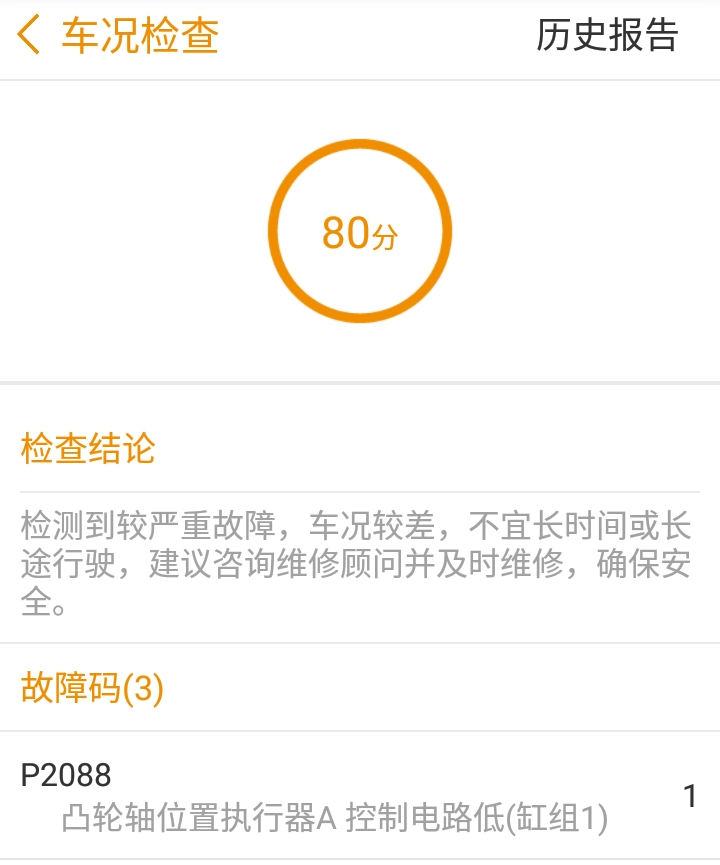 车况检查
历史报告
80分
检查结论
检测到较严重故障，车况较差，不宜长时间或长
途行驶，建议咨询维修顾问并及时维修，确保安
全。
故障码(3)
P2088
凸轮轴位置执行器A 控制电路低(缸组1)
1